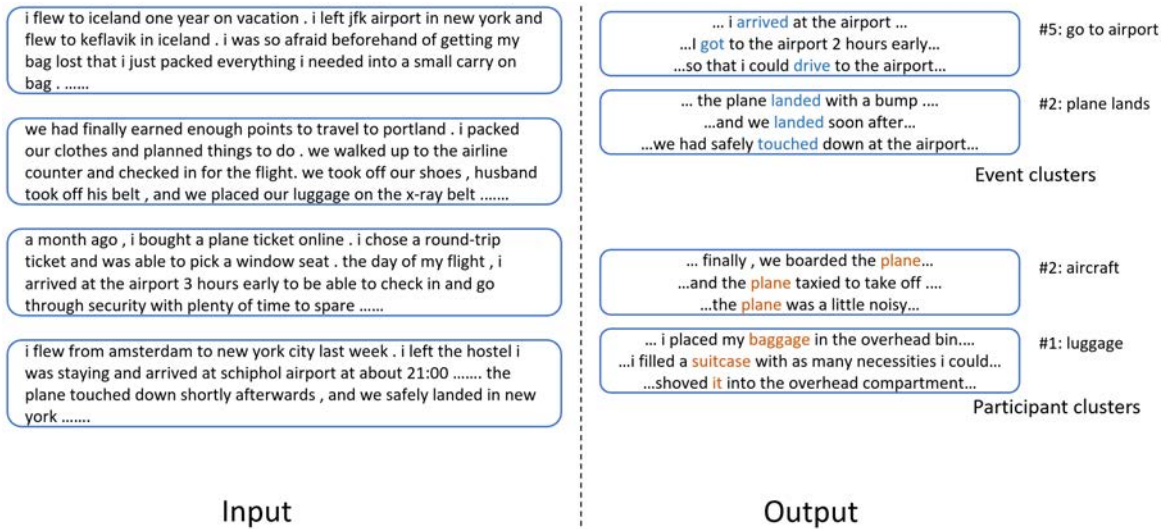 i flew to iceland one year on vacation . i left jfk airport in new york and
flew to keflavik in iceland . i was so afraid beforehand of getting my
bag lost that i just packed everything i needed into a small carry on
bag . ......
we had finally earned enough points to travel to portland . i packed
our clothes and planned things to do . we walked up to the airline
counter and checked in for the flight. we took off our shoes , husband
took off his belt , and we placed our luggage on the x-ray belt .......
a month ago , i bought a plane ticket online . i chose a round-trip
ticket and was able to pick a window seat . the day of my flight , i
arrived at the airport 3 hours early to be able to check in and go
through security with plenty of time to spare ......
i flew from amsterdam to new york city last week . i left the hostel i
was staying and arrived at schiphol airport at about 21:00 ....... the
plane touched down shortly afterwards , and we safely landed in new
york .......
Input
... i arrived at the airport ...
...I got to the airport 2 hours early...
...so that i could drive to the airport...
#5: go to airport
... the plane landed with a bump ....
...and we landed soon after...
...we had safely touched down at the airport...
#2: plane lands
Event clusters
... finally , we boarded the plane...
...and the plane taxied to take off ....
...the plane was a little noisy...
#2: aircraft
... i placed my baggage in the overhead bin....
...i filled a suitcase with as many necessities i could...
...shoved it into the overhead compartment...
#1: luggage
Participant clusters
Output